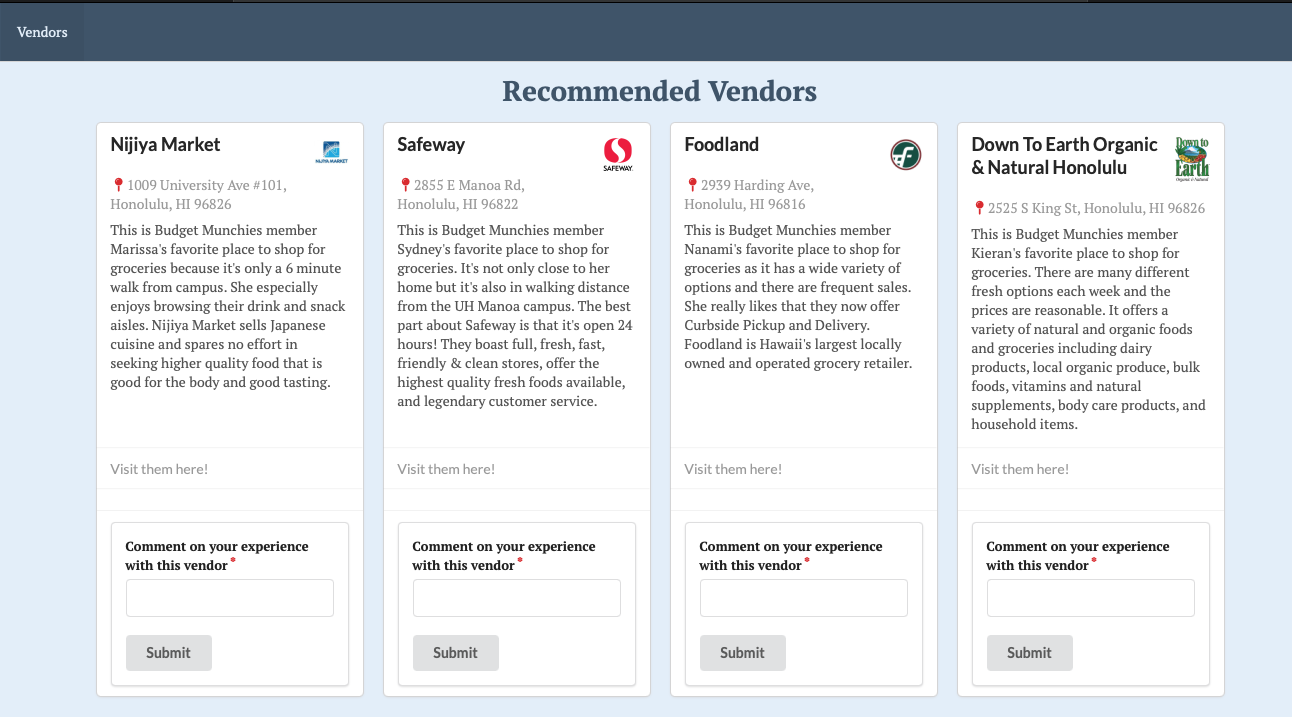 Vendors
Recommended Vendors
Nijiya Market
NIJIYA MARKET
1009 University Ave #101,
Honolulu, HI 96826
This is Budget Munchies member
Marissa's favorite place to shop for
groceries because it's only a 6 minute
walk from campus. She especially
enjoys browsing their drink and snack
aisles. Nijiya Market sells Japanese
cuisine and spares no effort in
seeking higher quality food that is
good for the body and good tasting.
Visit them here!
Comment on your experience
with this vendor *
Submit
Safeway
SAFEWAY
2855 E Manoa Rd,
Honolulu, HI 96822
This is Budget Munchies member
Sydney's favorite place to shop for
groceries. It's not only close to her
home but it's also in walking distance
from the UH Manoa campus. The best
part about Safeway is that it's open 24
hours! They boast full, fresh, fast,
friendly & clean stores, offer the
highest quality fresh foods available,
and legendary customer service.
Visit them here!
Comment on your experience
with this vendor *
Submit
Foodland
2939 Harding Ave,
Honolulu, HI 96816
This is Budget Munchies member
Nanami's favorite place to shop for
groceries as it has a wide variety of
options and there are frequent sales.
She really likes that they now offer
Curbside Pickup and Delivery.
Foodland is Hawaii's largest locally
owned and operated grocery retailer.
Visit them here!
Comment on your experience
with this vendor *
Submit
Down To Earth Organic
& Natural Honolulu
Down to
Earth
Organic & Natural
2525 S King St, Honolulu, HI 96826
This is Budget Munchies member
Kieran's favorite place to shop for
groceries. There are many different
fresh options each week and the
prices are reasonable. It offers a
variety of natural and organic foods
and groceries including dairy
products, local organic produce, bulk
foods, vitamins and natural
supplements, body care products, and
household items.
Visit them here!
Comment on your experience
with this vendor *
Submit